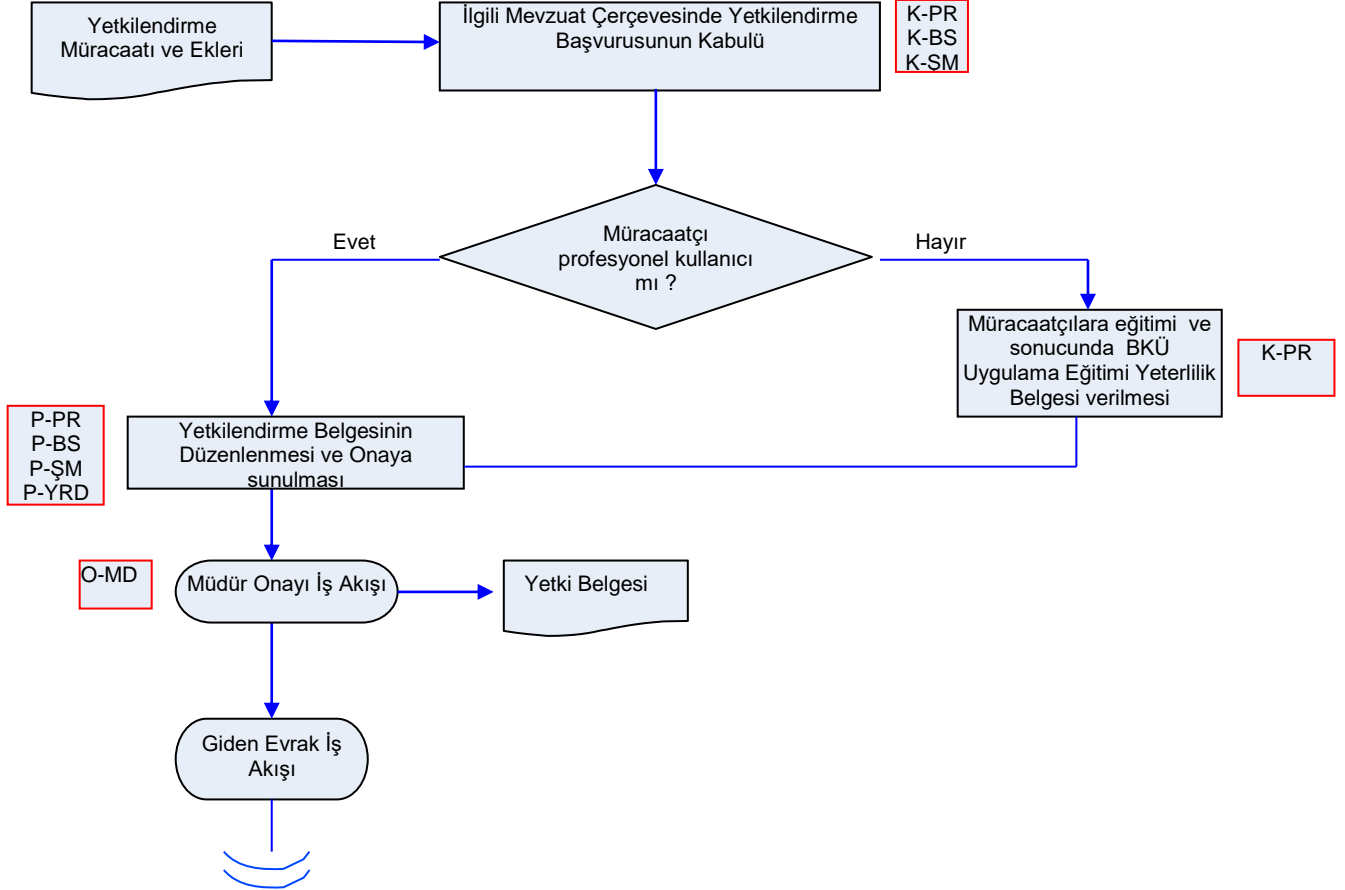 Yetkilendirme
Müracaatı ve Ekleri
İlgili Mevzuat Çerçevesinde Yetkilendirme
Başvurusunun Kabulü
K-PR
K-BS
K-ŞM
Müracaatçı
profesyonel kullanıcı
mı ?
Evet
Hayır
Müracaatçılara eğitimi ve
sonucunda BKÜ
Uygulama Eğitimi Yeterlilik
Belgesi verilmesi
K-PR
P-PR
P-BS
P-ŞM
P-YRD
Yetkilendirme Belgesinin
Düzenlenmesi ve Onaya
sunulması
O-MD
Müdür Onayı İş Akışı
Yetki Belgesi
Giden Evrak İş
Akışı